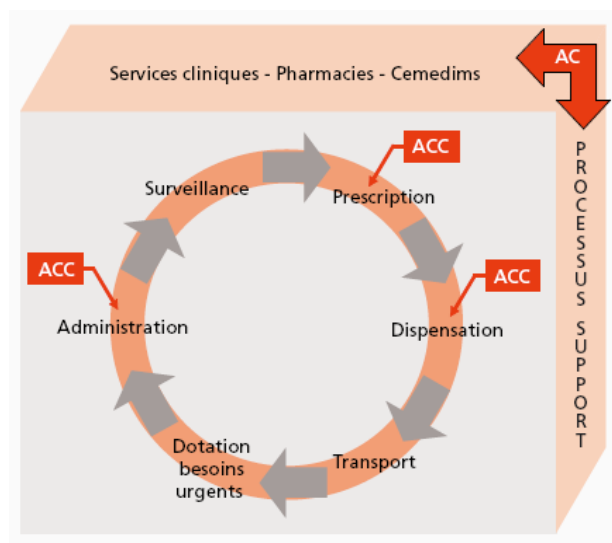 AC
Services cliniques - Pharmacies - Cemedims
PROCESSUS SUPPORT
ACC
Surveillance
Prescription
ACC
ACC
Administration
Dispensation
Dotation
besoins
urgents
Transport